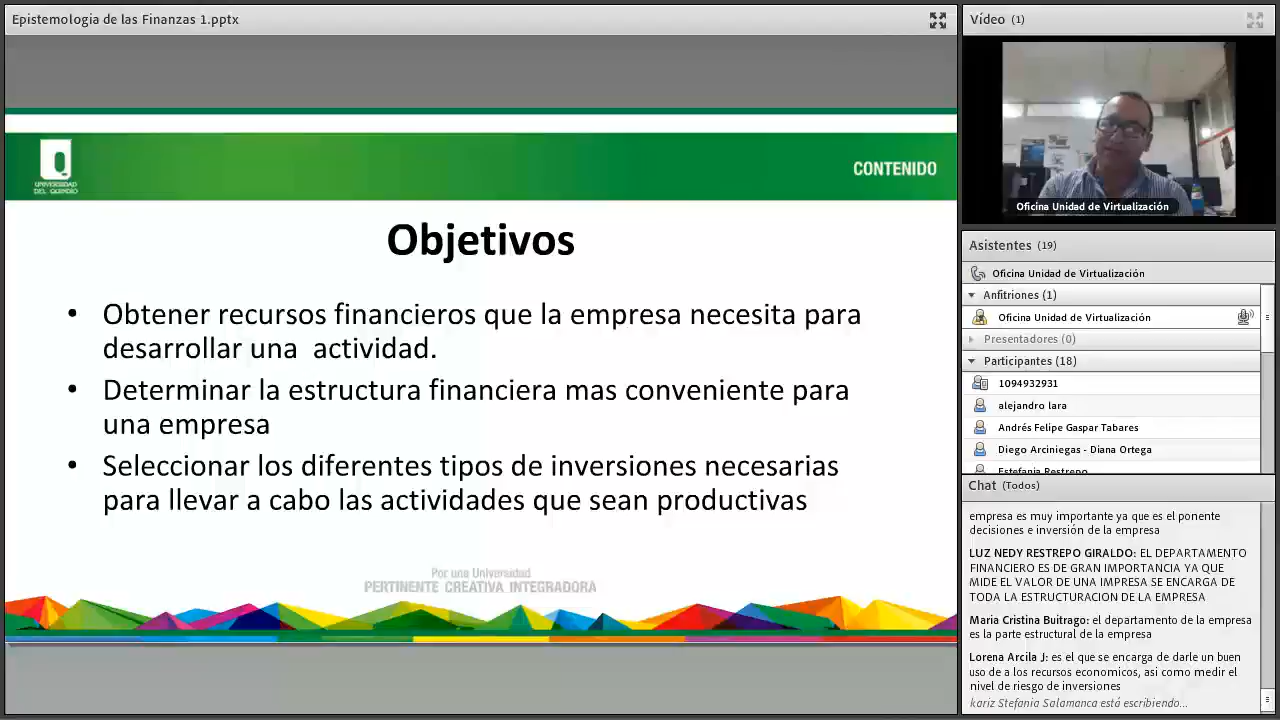 Epistemologia de las Finanzas 1.pptx
UNIVERSIDAD
DEL QUINDÍO
CONTENIDO
Objetivos
• Obtener recursos financieros que la empresa necesita para
desarrollar una actividad.
• Determinar la estructura financiera mas conveniente para
una empresa
• Seleccionar los diferentes tipos de inversiones necesarias
para llevar a cabo las actividades que sean productivas
Por una Universidad
PERTINENTE CREATIVA INTEGRADORA
Vídeo (1)
Oficina Unidad de Virtualización
Asistentes (19)
Oficina Unidad de Virtualización
Anfitriones (1)
Oficina Unidad de Virtualización
Presentadores (0)
Participantes (18)
1094932931
alejandro lara
Andrés Felipe Gaspar Tabares
Diego Arciniegas - Diana Ortega
Estefania Restrepo
Chat (Todos)
empresa es muy importante ya que es el ponente
decisiones e inversión de la empresa
LUZ NEDY RESTREPO GIRALDO: EL DEPARTAMENTO
FINANCIERO ES DE GRAN IMPORTANCIA YA QUE
MIDE EL VALOR DE UNA IMPRESA SE ENCARGA DE
TODA LA ESTRUCTURACION DE LA EMPRESA
Maria Cristina Buitrago: el departamento de la empresa
es la parte estructural de la empresa
Lorena Arcila J: es el que se encarga de darle un buen
uso de a los recursos economicos, asi como medir el
nivel de riesgo de inversiones
kariz Stefania Salamanca está escribiendo...